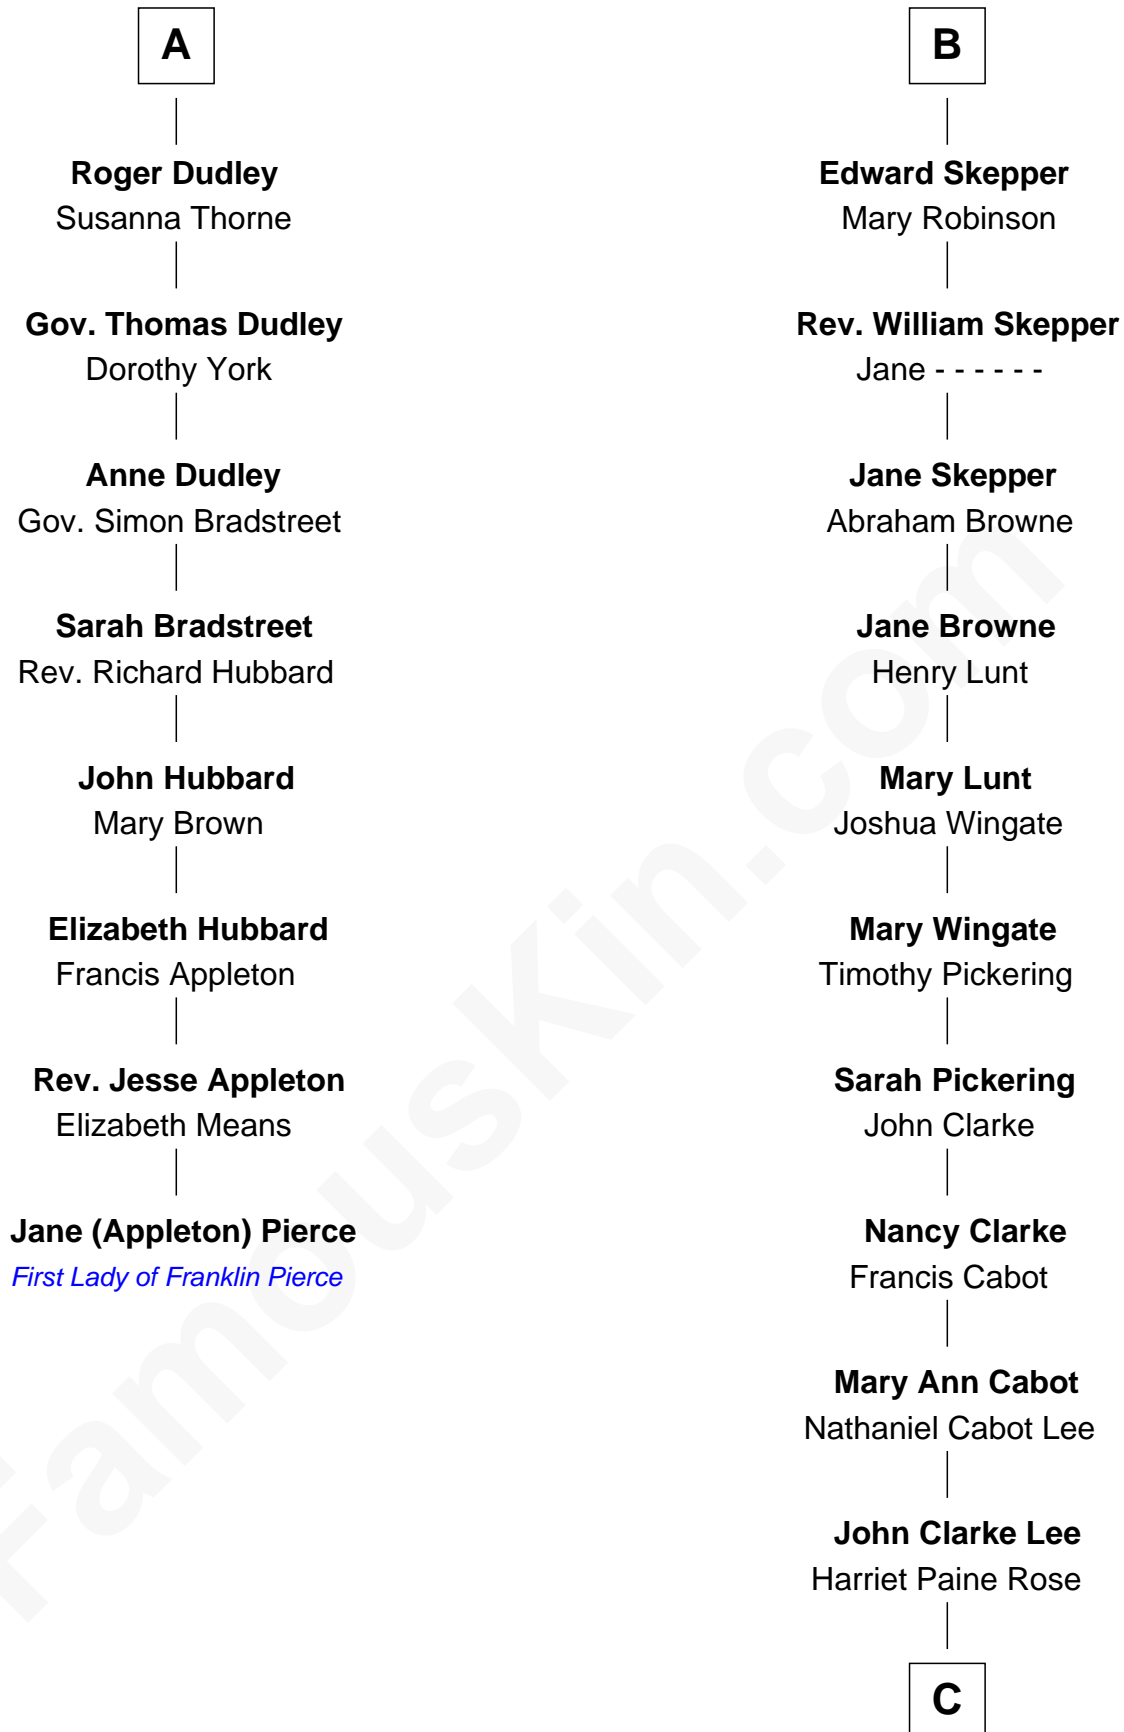 A
Roger Dudley
Susanna Thorne
Gov. Thomas Dudley
Dorothy York
Anne Dudley
Gov. Simon Bradstreet
Sarah Bradstreet
Rev. Richard Hubbard
John Hubbard
Mary Brown
Elizabeth Hubbard
Francis Appleton
Rev. Jesse Appleton
Elizabeth Means
Jane (Appleton) Pierce
First Lady of Franklin Pierce
B
Edward Skepper
Mary Robinson
Rev. William Skepper
Jane - - - - - -
Jane Skepper
Abraham Browne
Jane Browne
Henry Lunt
Mary Lunt
Joshua Wingate
Mary Wingate
Timothy Pickering
Sarah Pickering
John Clarke
Nancy Clarke
Francis Cabot
Mary Ann Cabot
Nathaniel Cabot Lee
John Clarke Lee
Harriet Paine Rose
C
FamousKin.com